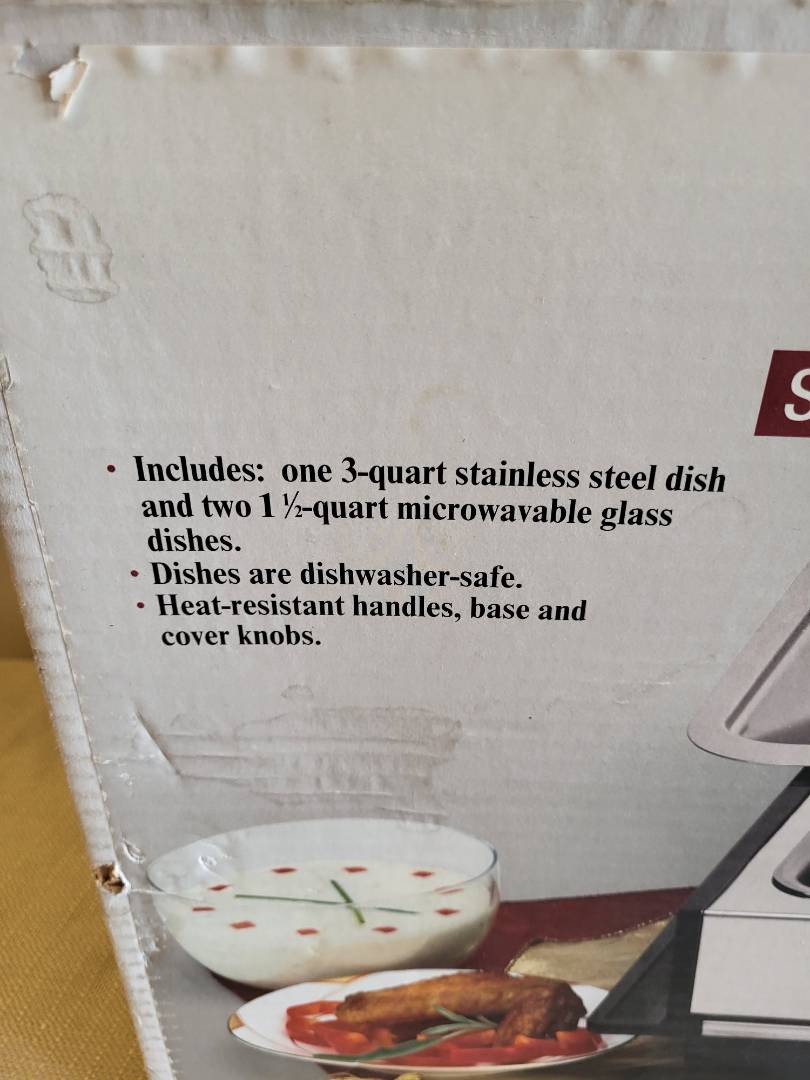 • Includes: one 3-quart stainless steel dish
and two 1 ½-quart microwavable glass
dishes.
• Dishes are dishwasher-safe.
• Heat-resistant handles, base and
cover knobs.